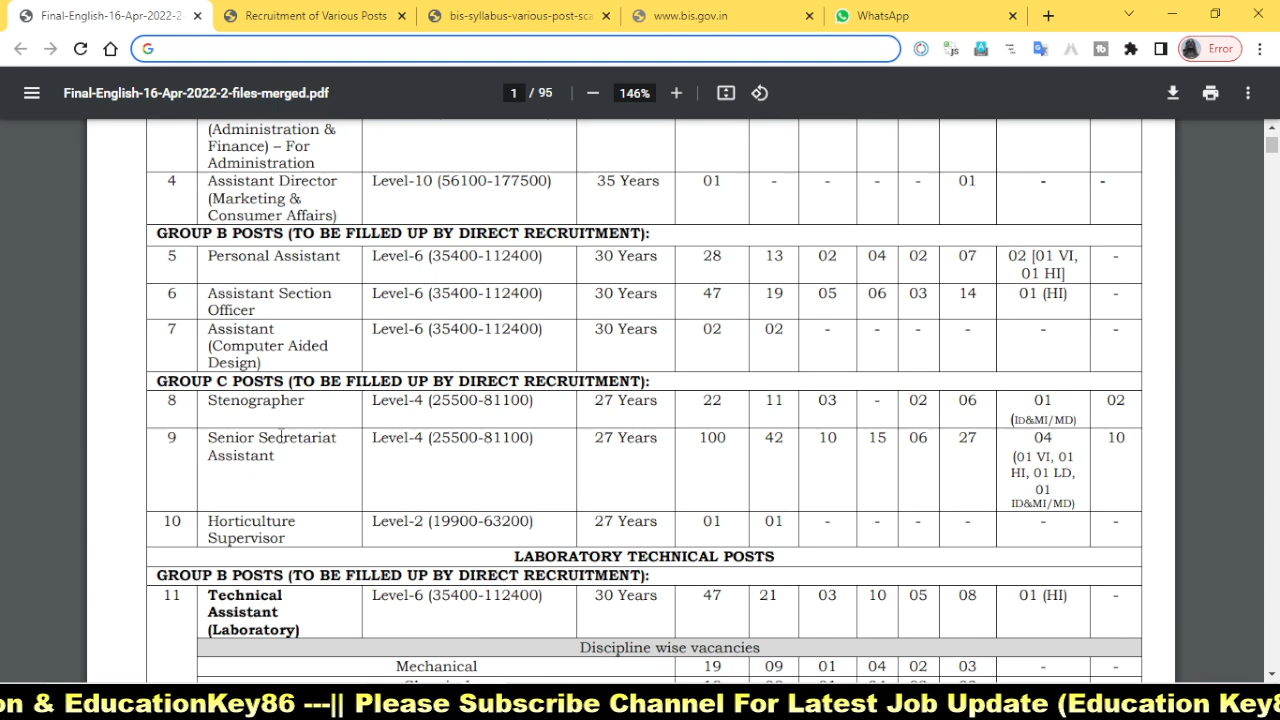 Final-English-16-Apr-2022-2-
Recruitment of Various Posts
bis-syllabus-various-post-sca
www.bis.gov.in
WhatsApp
Error
Final-English-16-Apr-2022-2-files-merged.pdf
1 / 95
146%
(Administration &
Finance) – For
Administration
4 Assistant Director Level-10 (56100-177500) 35 Years 01 - - - - 01 - -
(Marketing &
Consumer Affairs)
GROUP B POSTS (TO BE FILLED UP BY DIRECT RECRUITMENT):
5 Personal Assistant Level-6 (35400-112400) 30 Years 28 13 02 04 02 07 02 [01 VI, -
01 HI]
6 Assistant Section Level-6 (35400-112400) 30 Years 47 19 05 06 03 14 01 (HI) -
Officer
7 Assistant Level-6 (35400-112400) 30 Years 02 02 - - - - - -
(Computer Aided
Design)
GROUP C POSTS (TO BE FILLED UP BY DIRECT RECRUITMENT):
8 Stenographer Level-4 (25500-81100) 27 Years 22 11 03 - 02 06 01 02
(ID&MI/MD)
9 Senior Secretariat Level-4 (25500-81100) 27 Years 100 42 10 15 06 27 04 10
Assistant (01 VI, 01
HI, 01 LD,
01
ID&MI/MD)
10 Horticulture Level-2 (19900-63200) 27 Years 01 01 - - - - - -
Supervisor
LABORATORY TECHNICAL POSTS
GROUP B POSTS (TO BE FILLED UP BY DIRECT RECRUITMENT):
11 Technical Level-6 (35400-112400) 30 Years 47 21 03 10 05 08 01 (HI) -
Assistant
(Laboratory)
Discipline wise vacancies
Mechanical 19 09 01 04 02 03 - -
on & EducationKey86 ---|| Please Subscribe Channel For Latest Job Update (Education Key8